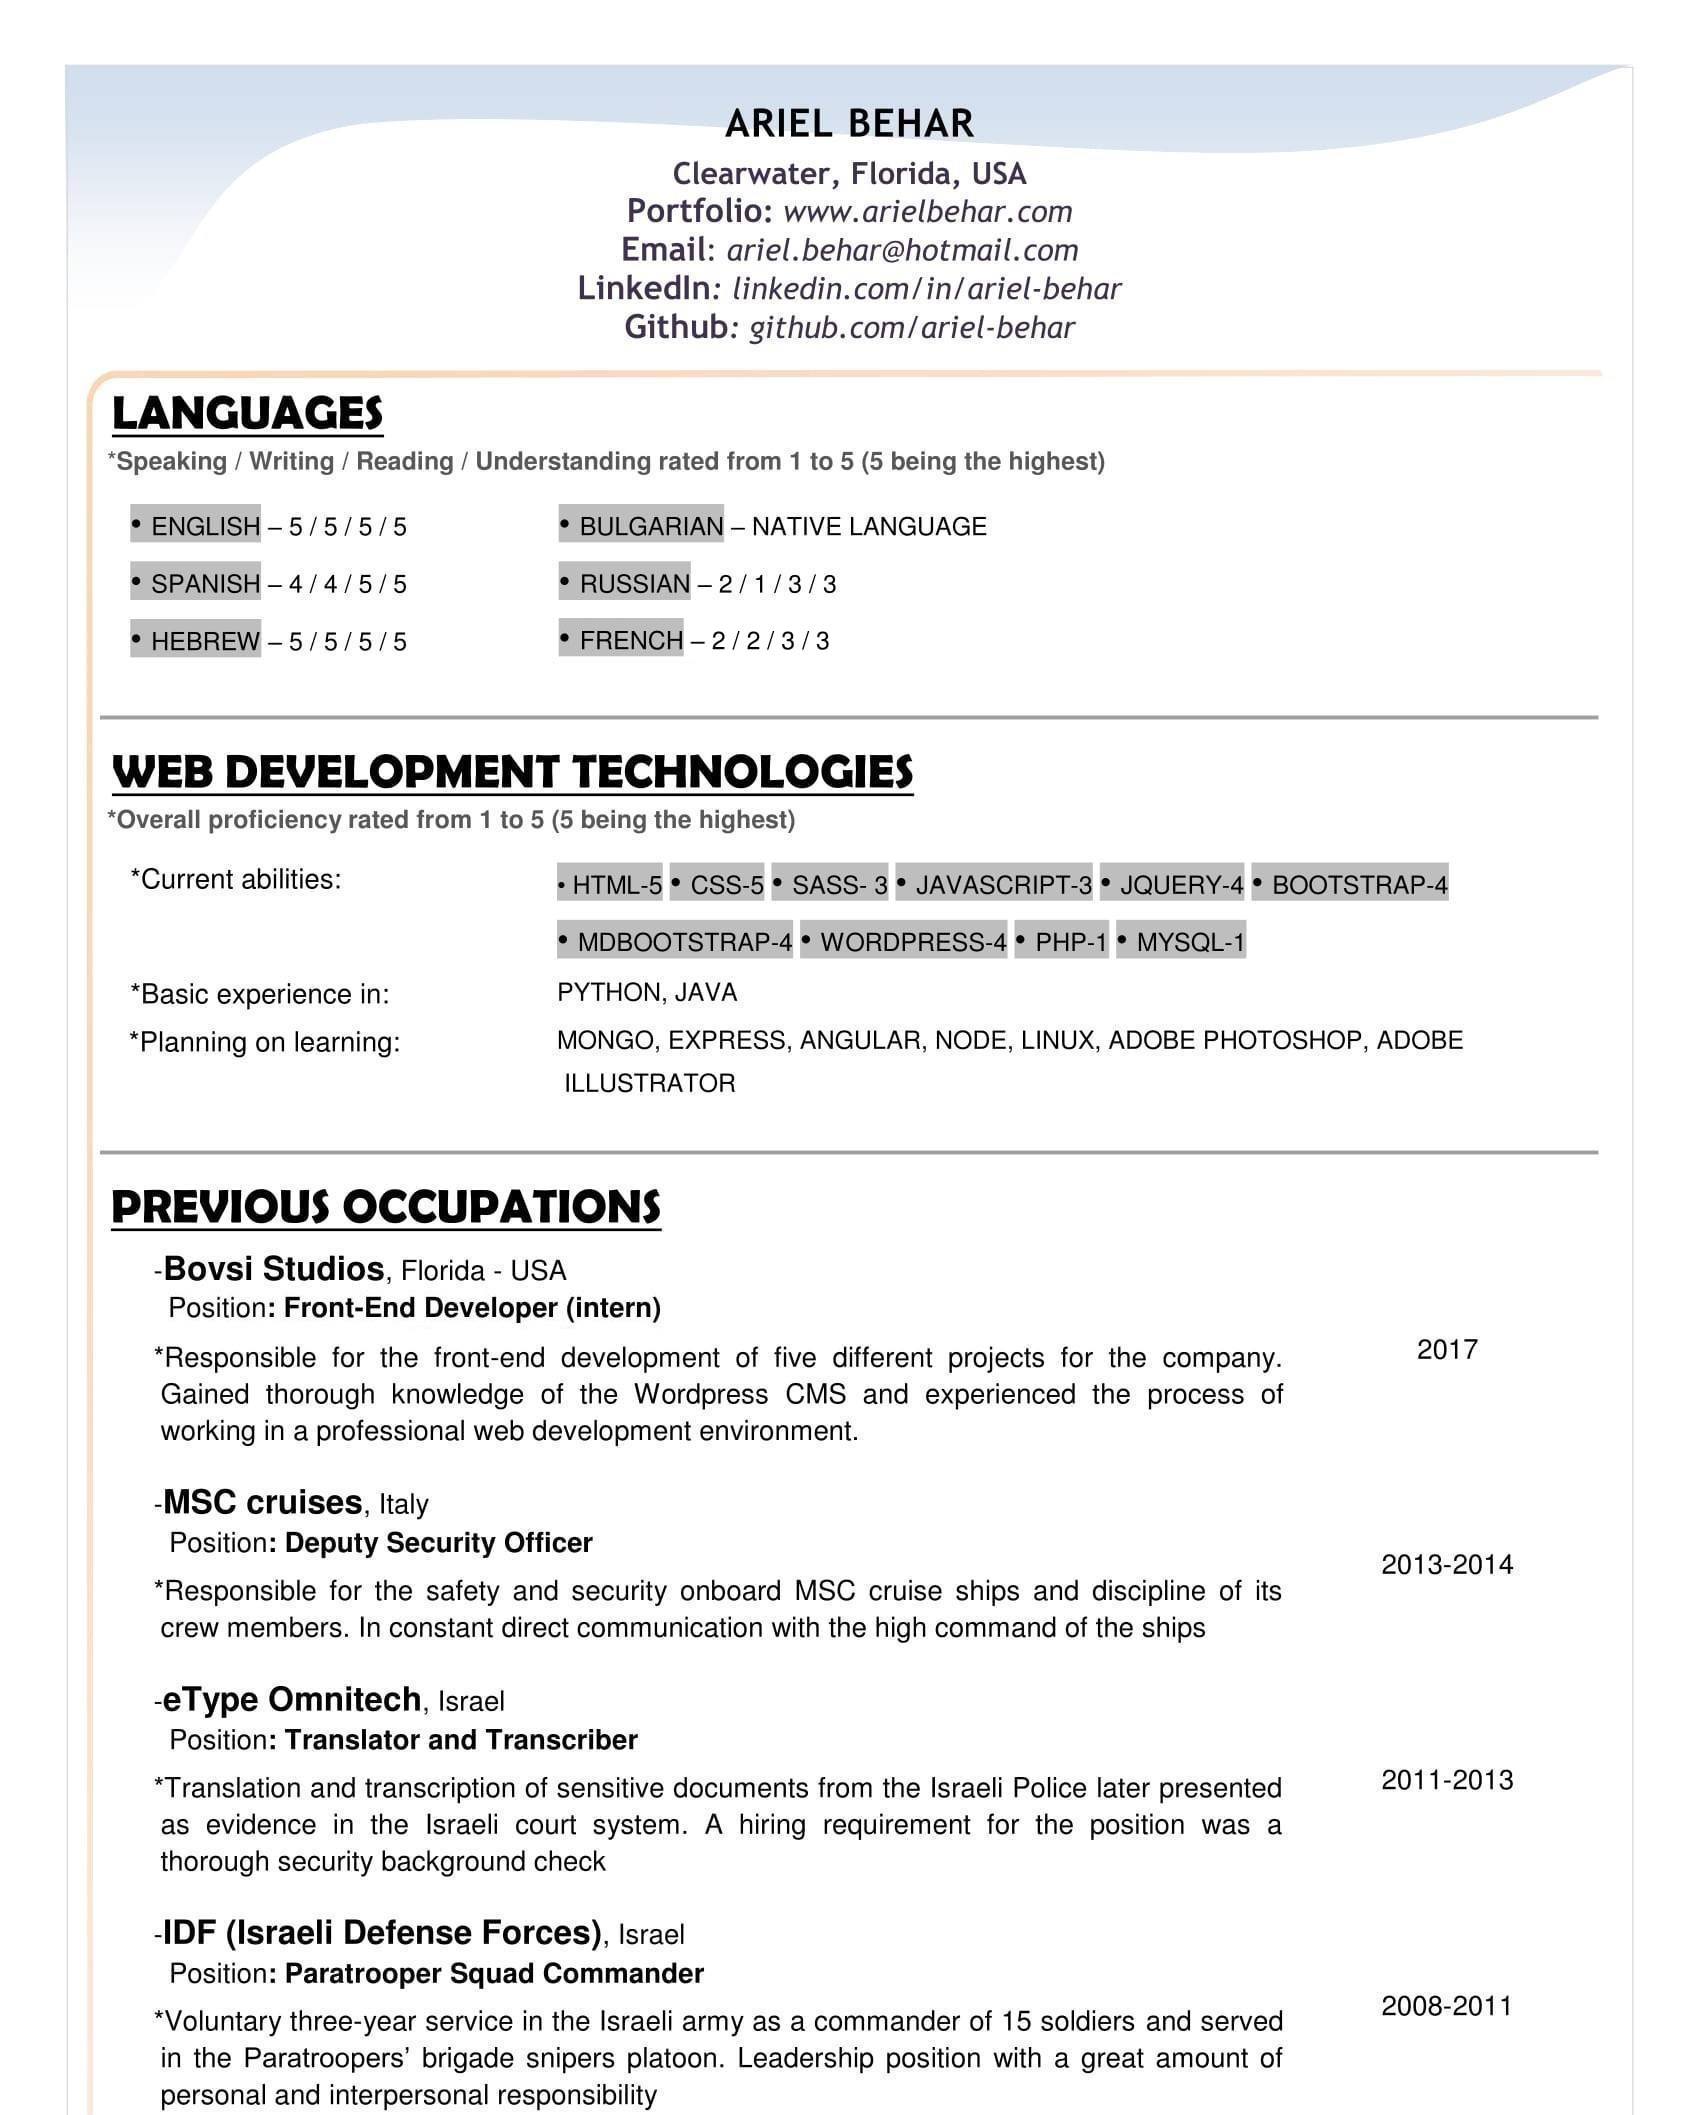 ARIEL BEHAR
Clearwater, Florida, USA
Portfolio: www.arielbehar.com
Email: ariel.behar@hotmail.com
LinkedIn: linkedin.com/in/ariel-behar
Github: github.com/ariel-behar
LANGUAGES
*Speaking / Writing / Reading / Understanding rated from 1 to 5 (5 being the highest)
• ENGLISH – 5 / 5 / 5 / 5 • BULGARIAN – NATIVE LANGUAGE
• SPANISH – 4 / 4 / 5 / 5 • RUSSIAN – 2 / 1 / 3 / 3
• HEBREW – 5 / 5 / 5 / 5 • FRENCH – 2 / 2 / 3 / 3
WEB DEVELOPMENT TECHNOLOGIES
*Overall proficiency rated from 1 to 5 (5 being the highest)
*Current abilities: • HTML-5 • CSS-5 • SASS- 3 • JAVASCRIPT-3 • JQUERY-4 • BOOTSTRAP-4
• MDBOOTSTRAP-4 • WORDPRESS-4 • PHP-1 • MYSQL-1
*Basic experience in: PYTHON, JAVA
*Planning on learning: MONGO, EXPRESS, ANGULAR, NODE, LINUX, ADOBE PHOTOSHOP, ADOBE
ILLUSTRATOR
PREVIOUS OCCUPATIONS
-Bovsi Studios, Florida - USA
Position: Front-End Developer (intern)
2017
*Responsible for the front-end development of five different projects for the company.
Gained thorough knowledge of the Wordpress CMS and experienced the process of
working in a professional web development environment.
-MSC cruises, Italy
Position: Deputy Security Officer
2013-2014
*Responsible for the safety and security onboard MSC cruise ships and discipline of its
crew members. In constant direct communication with the high command of the ships
-eType Omnitech, Israel
Position: Translator and Transcriber
2011-2013
*Translation and transcription of sensitive documents from the Israeli Police later presented
as evidence in the Israeli court system. A hiring requirement for the position was a
thorough security background check
-IDF (Israeli Defense Forces), Israel
Position: Paratrooper Squad Commander
2008-2011
*Voluntary three-year service in the Israeli army as a commander of 15 soldiers and served
in the Paratroopers’ brigade snipers platoon. Leadership position with a great amount of
personal and interpersonal responsibility